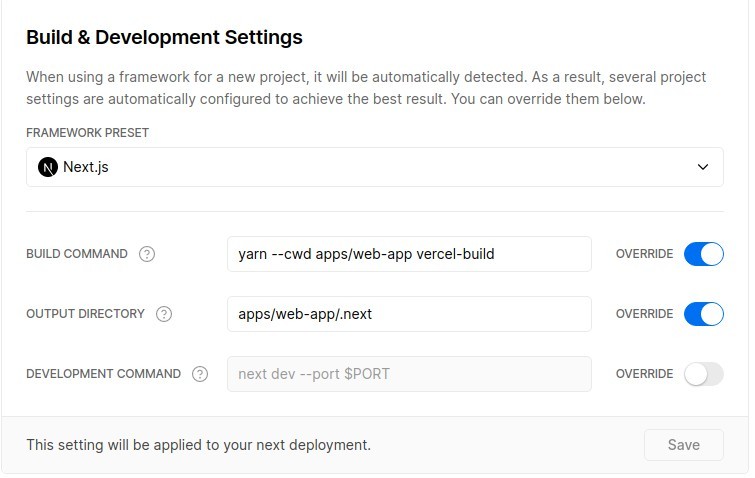 Build & Development Settings
When using a framework for a new project, it will be automatically detected. As a result, several project
settings are automatically configured to achieve the best result. You can override them below.
FRAMEWORK PRESET
N Next.js
BUILD COMMAND ? yarn --cwd apps/web-app vercel-build OVERRIDE
OUTPUT DIRECTORY ? apps/web-app/.next OVERRIDE
DEVELOPMENT COMMAND ? next dev --port $PORT OVERRIDE
This setting will be applied to your next deployment. Save